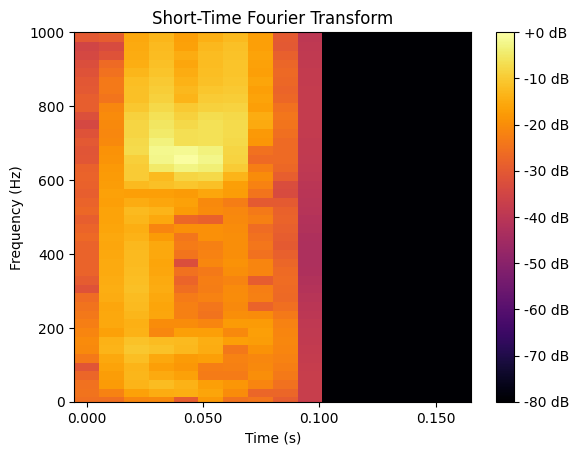 Short-Time Fourier Transform
1000
800
600
400
200
0
Frequency (Hz)
0.000
0.050
0.100
0.150
Time (s)
+0 dB
-10 dB
-20 dB
-30 dB
-40 dB
-50 dB
-60 dB
-70 dB
-80 dB